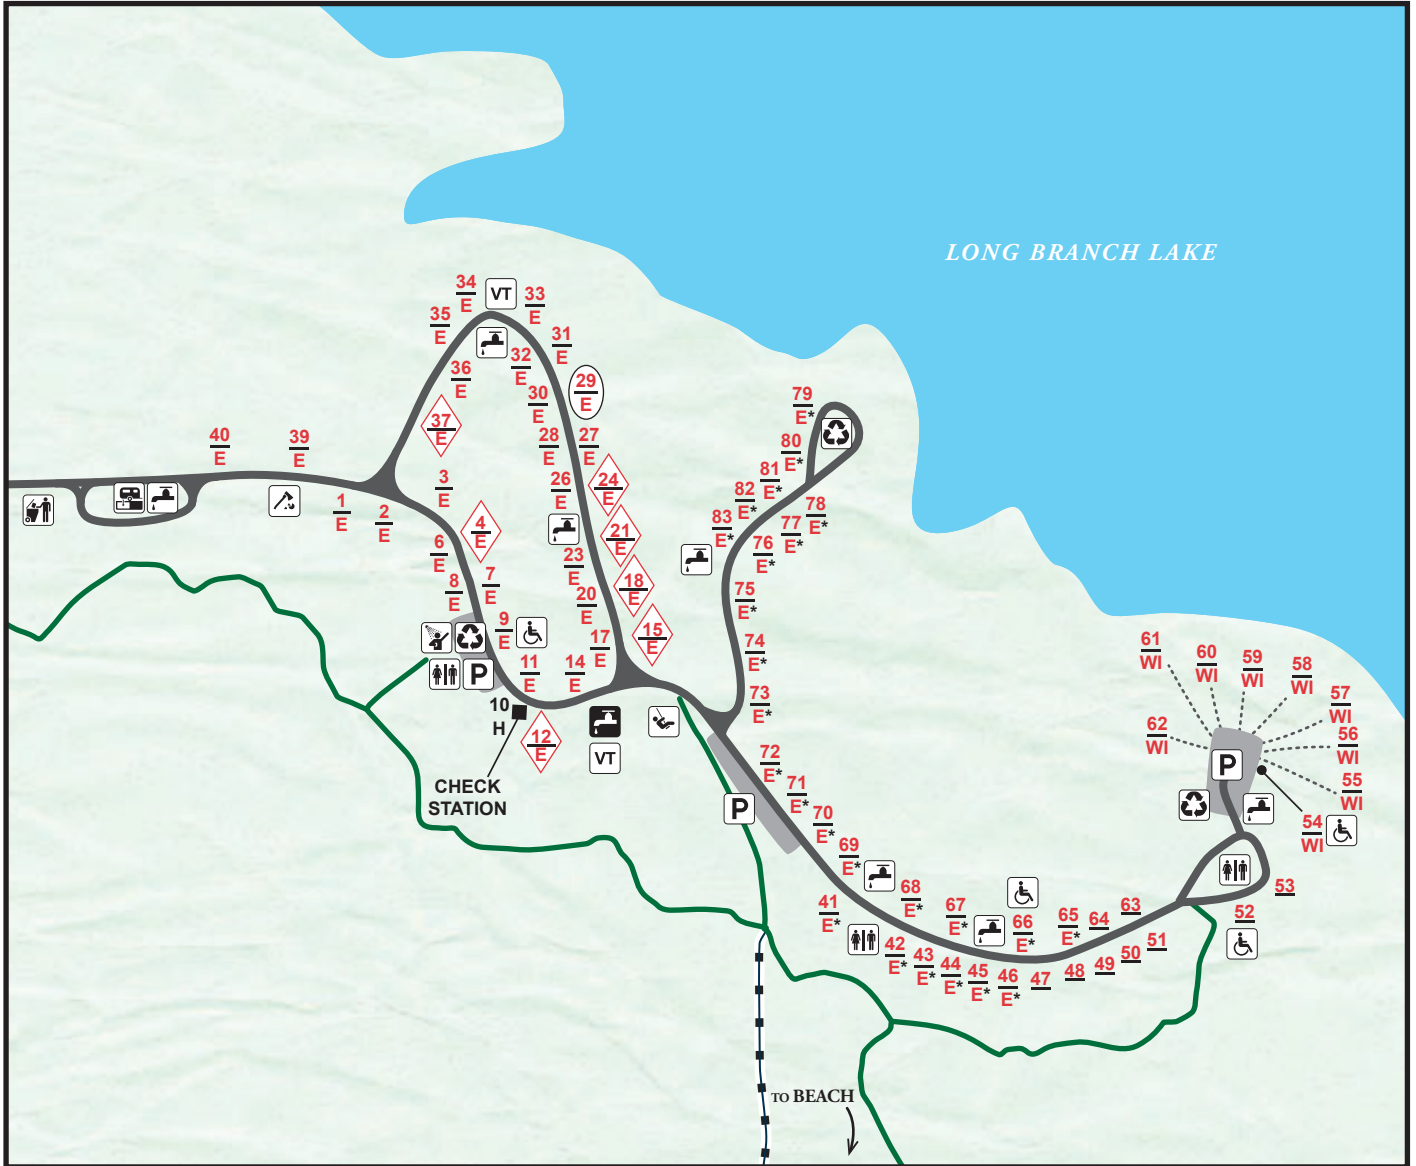 LONG BRANCH LAKE
34
E
VT
33
E
35
E
31
E
32
E
36
E
29
E
30
E
37
E
40
E
39
E
28
E
27
E
24
E
26
E
3
E
1
E
2
E
4
E
21
E
6
E
23
E
18
E
8
E
7
E
20
E
9
E
17
E
15
E
P
11
E
14
E
10
H
12
E
VT
CHECK
STATION
79
E*
80
E*
81
E*
82
E*
78
E*
83
E*
77
E*
76
E*
75
E*
74
E*
73
E*
72
E*
71
E*
P
70
E*
69
E*
68
E*
41
E*
67
E*
66
E*
65
E*
64
63
42
E*
43
E*
44
E*
45
E*
46
E*
47
48
49
50
51
52
53
61
WI
60
WI
59
WI
58
WI
57
WI
62
WI
56
WI
P
55
WI
54
WI
TO BEACH